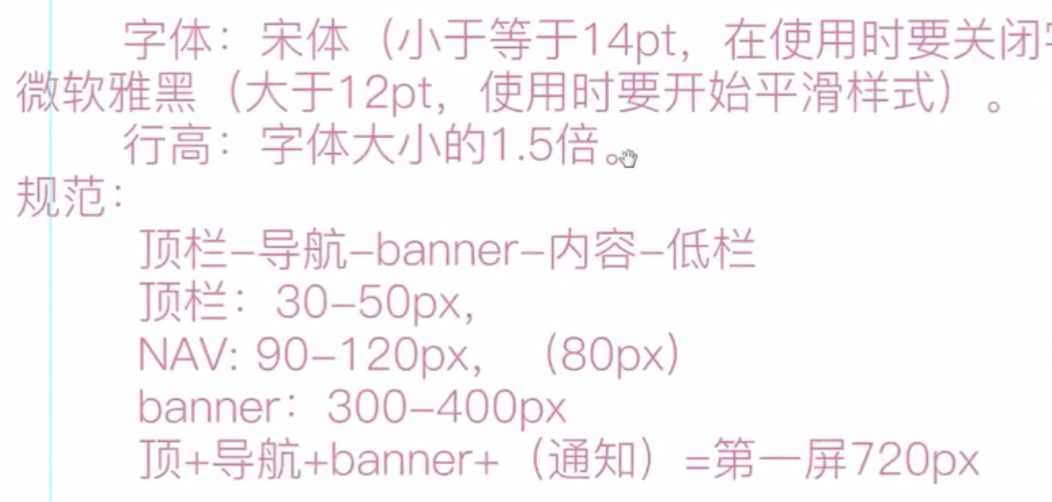 字体：宋体（小于等于14pt，在使用时要关闭
微软雅黑（大于12pt，使用时要开始平滑样式）。
行高：字体大小的1.5倍。
规范：
顶栏-导航-banner-内容-低栏
顶栏：30-50px，
NAV: 90-120px，（80px）
banner：300-400px
顶+导航+banner+（通知）=第一屏720px